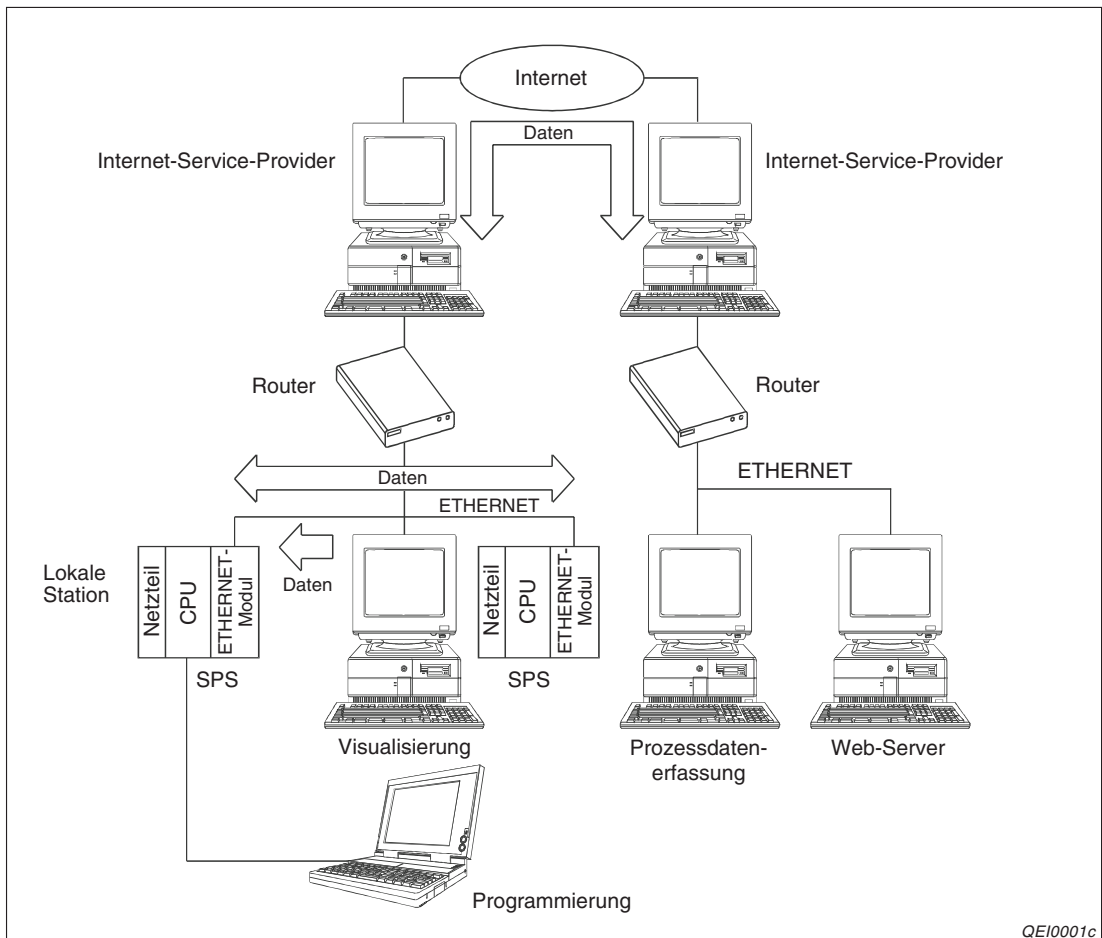 Internet
Daten
Internet-Service-Provider
Internet-Service-Provider
Router
Router
Daten
ETHERNET
ETHERNET
Lokale
Station
Netzteil
CPU
ETHERNET-
Modul
SPS
Daten
Netzteil
CPU
ETHERNET-
Modul
SPS
Visualisierung
Prozessdaten-
erfassung
Web-Server
Programmierung
QEI0001c